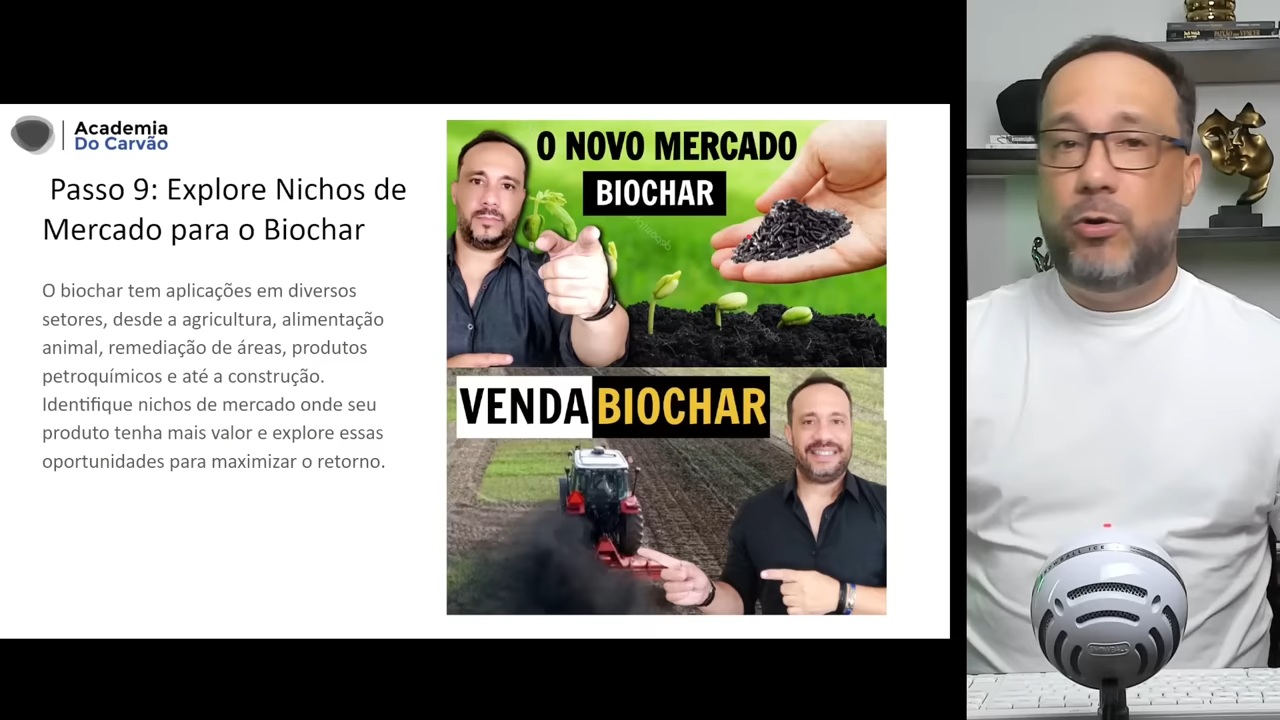 Academia
Do Carvão
Passo 9: Explore Nichos de
Mercado para o Biochar
O biochar tem aplicações em diversos
setores, desde a agricultura, alimentação
animal, remediação de áreas, produtos
petroquímicos e até a construção.
Identifique nichos de mercado onde seu
produto tenha mais valor e explore essas
oportunidades para maximizar o retorno.
O NOVO MERCADO
BIOCHAR
VENDA BIOCHAR